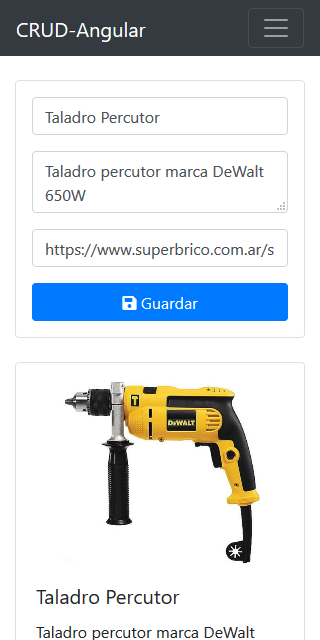 CRUD-Angular
Taladro Percutor
Taladro percutor marca DeWalt
650W
https://www.superbrico.com.ar/s
Guardar
DEWALT
Taladro Percutor
Taladro percutor marca DeWalt